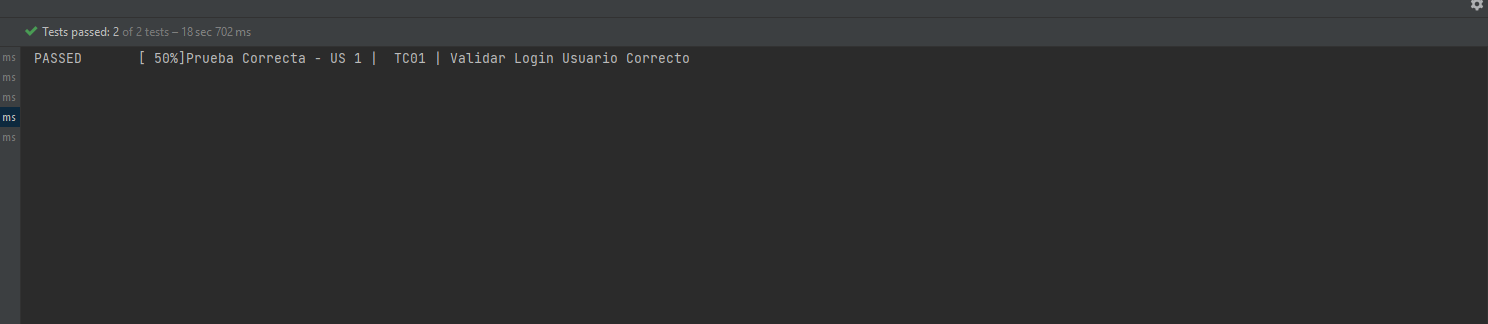 Tests passed: 2 of 2 tests – 18 sec 702 ms
ms PASSED [ 50%]Prueba Correcta - US 1 | TC01 | Validar Login Usuario Correcto
ms
ms
ms
ms